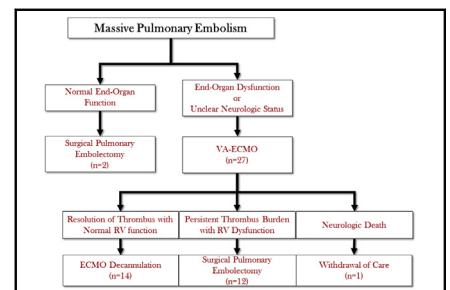 Massive Pulmonary Embolism
Normal End-Organ
Function
End-Organ Dysfunction
or
Unclear Neurologic Status
Surgical Pulmonary
Embolectomy
(n=2)
VA-ECMO
(n=27)
Resolution of Thrombus with
Normal RV function
Persistent Thrombus Burden
with RV Dysfunction
Neurologic Death
ECMO Decannulation
(n=14)
Surgical Pulmonary
Embolectomy
(n=12)
Withdrawal of Care
(n=1)